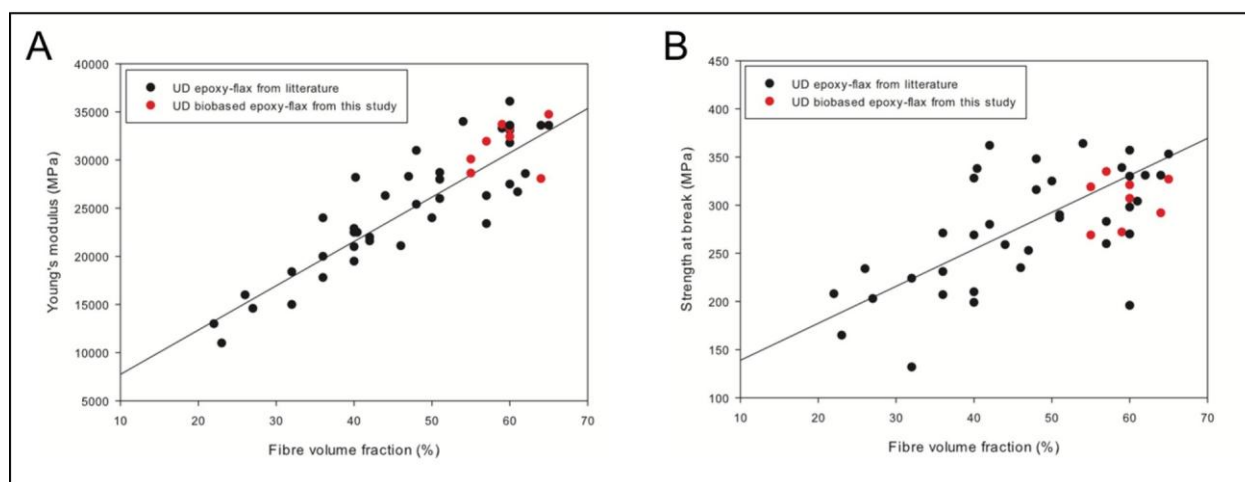 A
UD epoxy-flax from litterature
UD biobased epoxy-flax from this study
Young's modulus (MPa)
40000
35000
30000
25000
20000
15000
10000
5000
10 20 30 40 50 60 70
Fibre volume fraction (%)
B
UD epoxy-flax from litterature
UD biobased epoxy-flax from this study
Strength at break (MPa)
450
400
350
300
250
200
150
100
10 20 30 40 50 60 70
Fibre volume fraction (%)